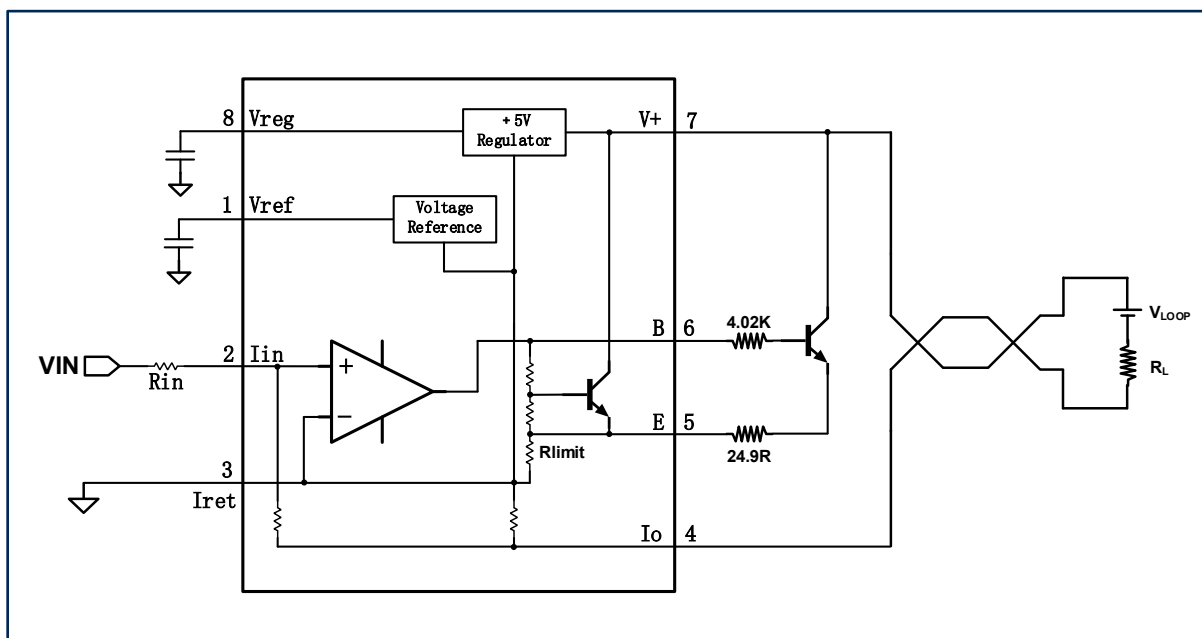 8 Vreg
+5V
Regulator
V+ 7
1 Vref
Voltage
Reference
B 6
4.02K
VLOOP
VIN
Rin
2 Iin
+
−
RL
E 5
Rlimit
24.9R
3
Iret
Io 4